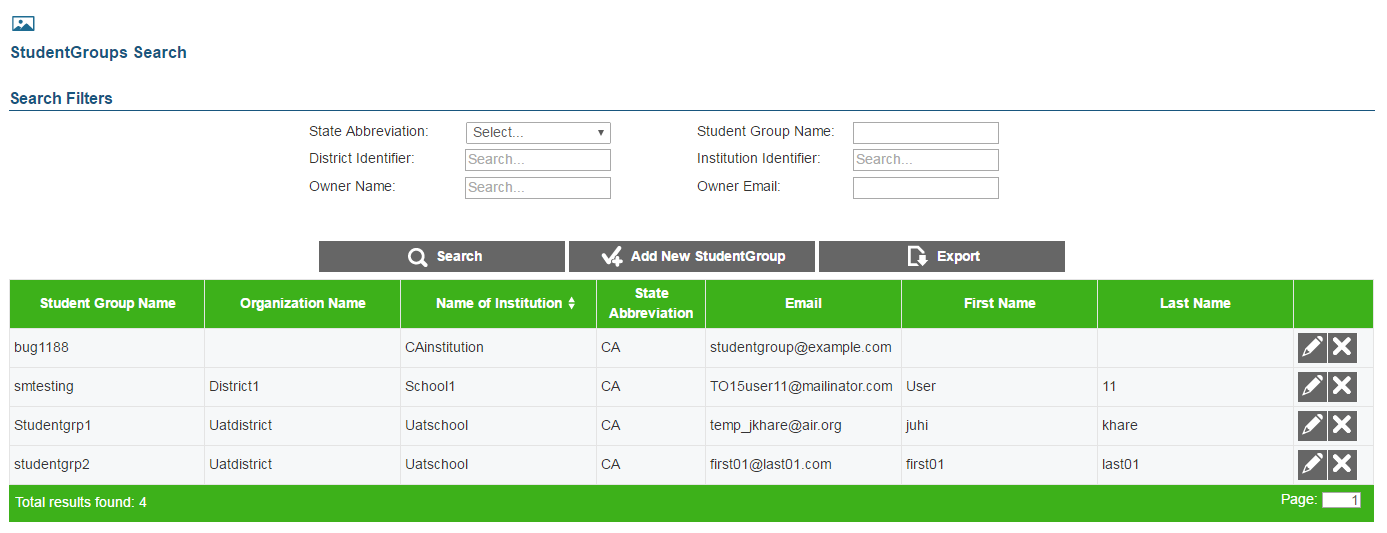 StudentGroups Search
Search Filters
State Abbreviation: Select... Student Group Name:
District Identifier: Search... Institution Identifier: Search...
Owner Name: Search... Owner Email:
Search Add New StudentGroup Export
Student Group Name Organization Name Name of Institution State Abbreviation Email First Name Last Name
bug1188 CAinstitution CA studentgroup@example.com
smtesting District1 School1 CA TO15user11@mailinator.com User 11
Studentgrp1 Uatdistrict Uatschool CA temp_jkhare@air.org juhi khare
studentgrp2 Uatdistrict Uatschool CA first01@last01.com first01 last01
Total results found: 4 Page: 1